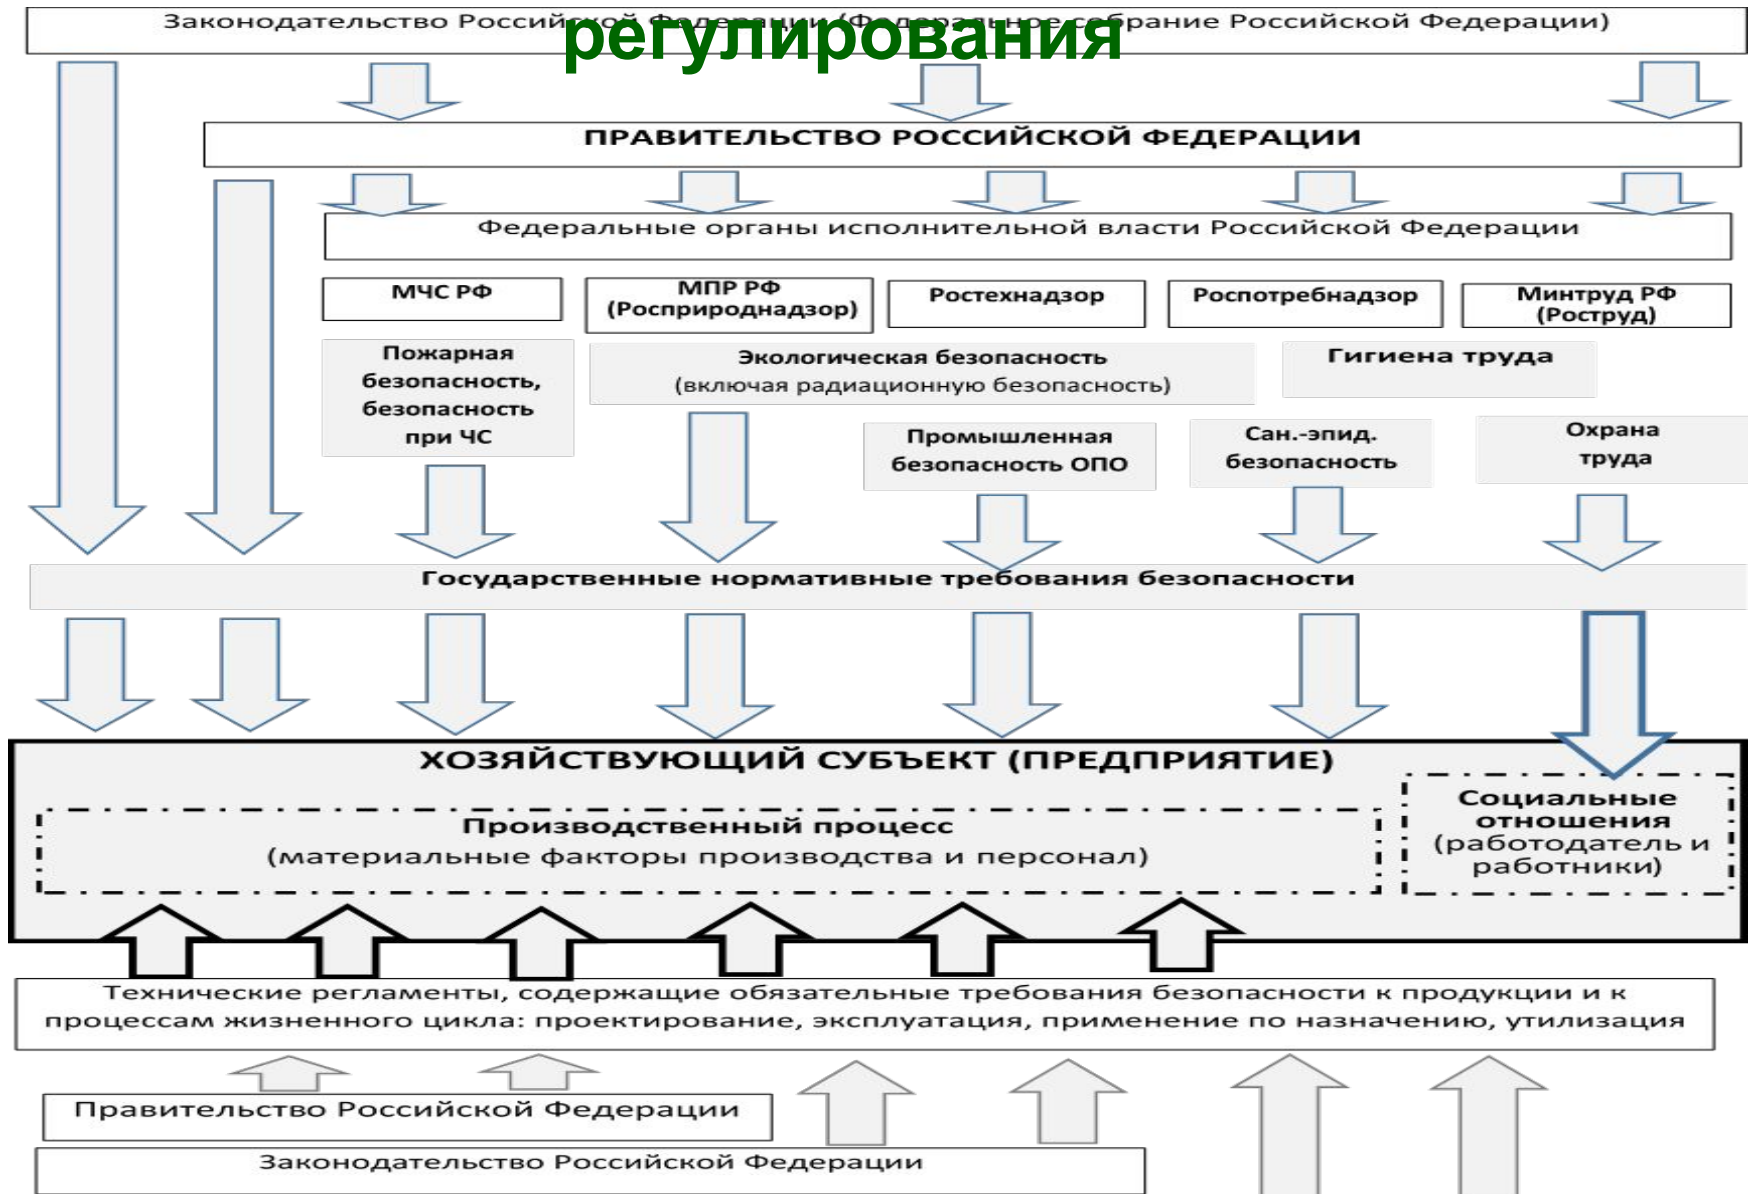 Законодательство Российской Федерации (Федеральное собрание Российской Федерации)
регулирования
ПРАВИТЕЛЬСТВО РОССИЙСКОЙ ФЕДЕРАЦИИ
Федеральные органы исполнительной власти Российской Федерации
МЧС РФ
МПР РФ
(Росприроднадзор)
Ростехнадзор
Роспотребнадзор
Минтруд РФ
(Роструд)
Пожарная
безопасность,
безопасность
при ЧС
Экологическая безопасность
(включая радиационную безопасность)
Гигиена труда
Промышленная
безопасность ОПО
Сан.-эпид.
безопасность
Охрана
труда
Государственные нормативные требования безопасности
ХОЗЯЙСТВУЮЩИЙ СУБЪЕКТ (ПРЕДПРИЯТИЕ)
Производственный процесс
(материальные факторы производства и персонал)
Социальные
отношения
(работодатель и
работники)
Технические регламенты, содержащие обязательные требования безопасности к продукции и к
процессам жизненного цикла: проектирование, эксплуатация, применение по назначению, утилизация
Правительство Российской Федерации
Законодательство Российской Федерации